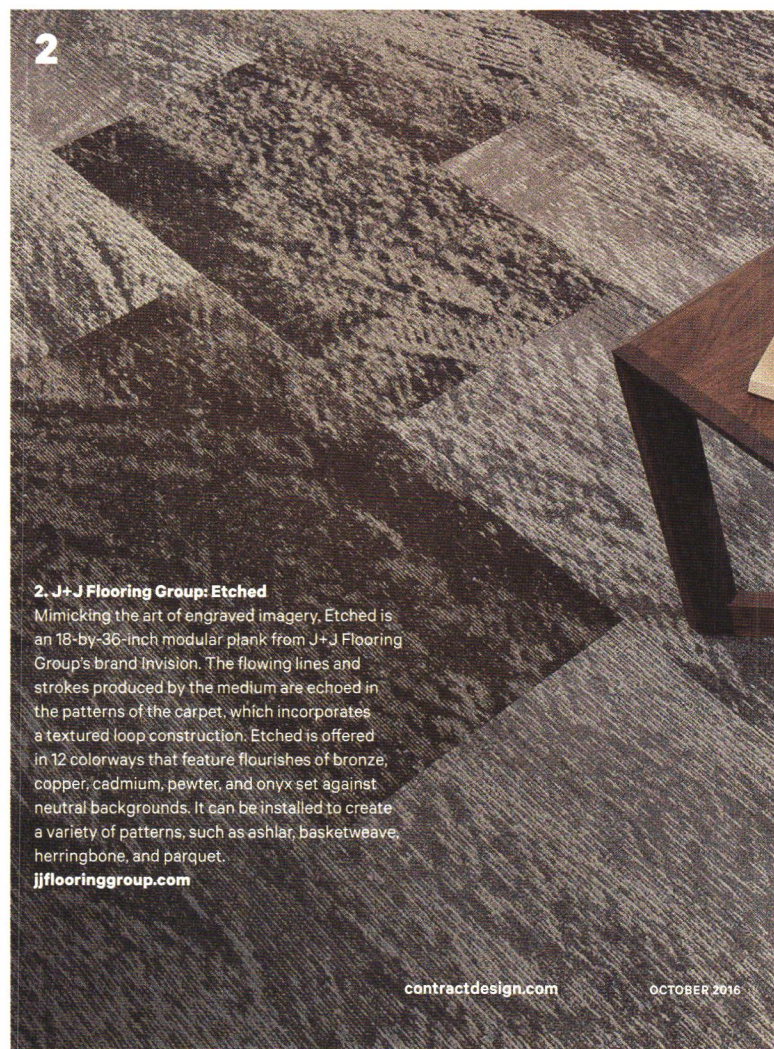 2
2. J+J Flooring Group: Etched
Mimicking the art of engraved imagery, Etched is
an 18-by-36-inch modular plank from J+J Flooring
Group's brand Invision. The flowing lines and
strokes produced by the medium are echoed in
the patterns of the carpet, which incorporates
a textured loop construction. Etched is offered
in 12 colorways that feature flourishes of bronze,
copper, cadmium, pewter, and onyx set against
neutral backgrounds. It can be installed to create
a variety of patterns, such as ashlar, basketweave,
herringbone, and parquet.
jjflooringgroup.com
contractdesign.com OCTOBER 2016